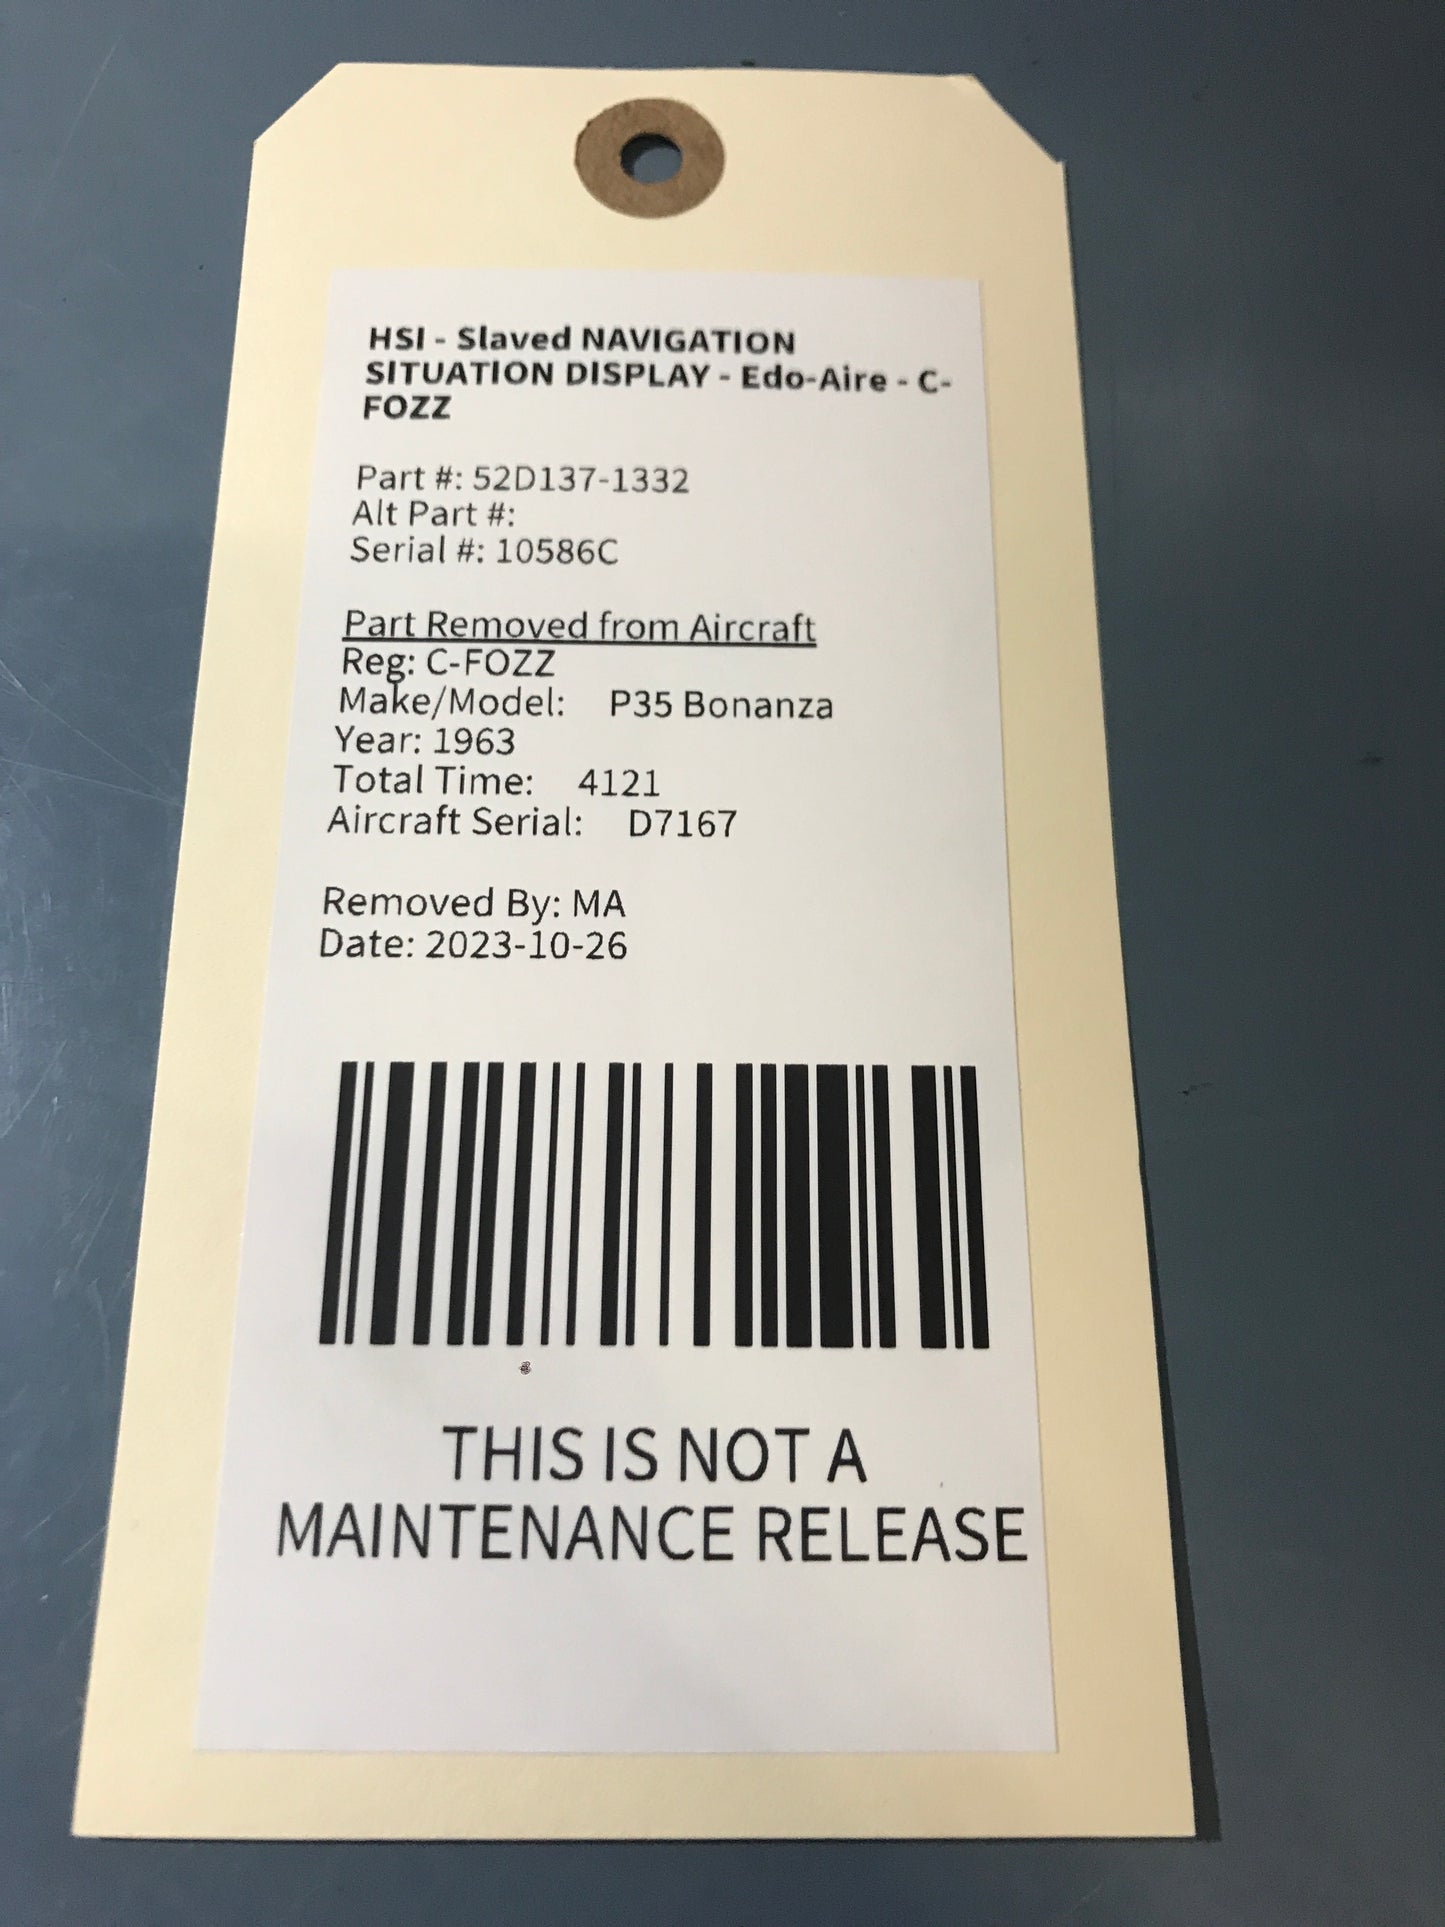 HSI - Slaved NAVIGATION
SITUATION DISPLAY - Edo-Aire - C-
FOZZ
Part #: 52D137-1332
Alt Part #:
Serial #: 10586C
Part Removed from Aircraft
Reg: C-FOZZ
Make/Model: P35 Bonanza
Year: 1963
Total Time: 4121
Aircraft Serial: D7167
Removed By: MA
Date: 2023-10-26
THIS IS NOT A
MAINTENANCE RELEASE